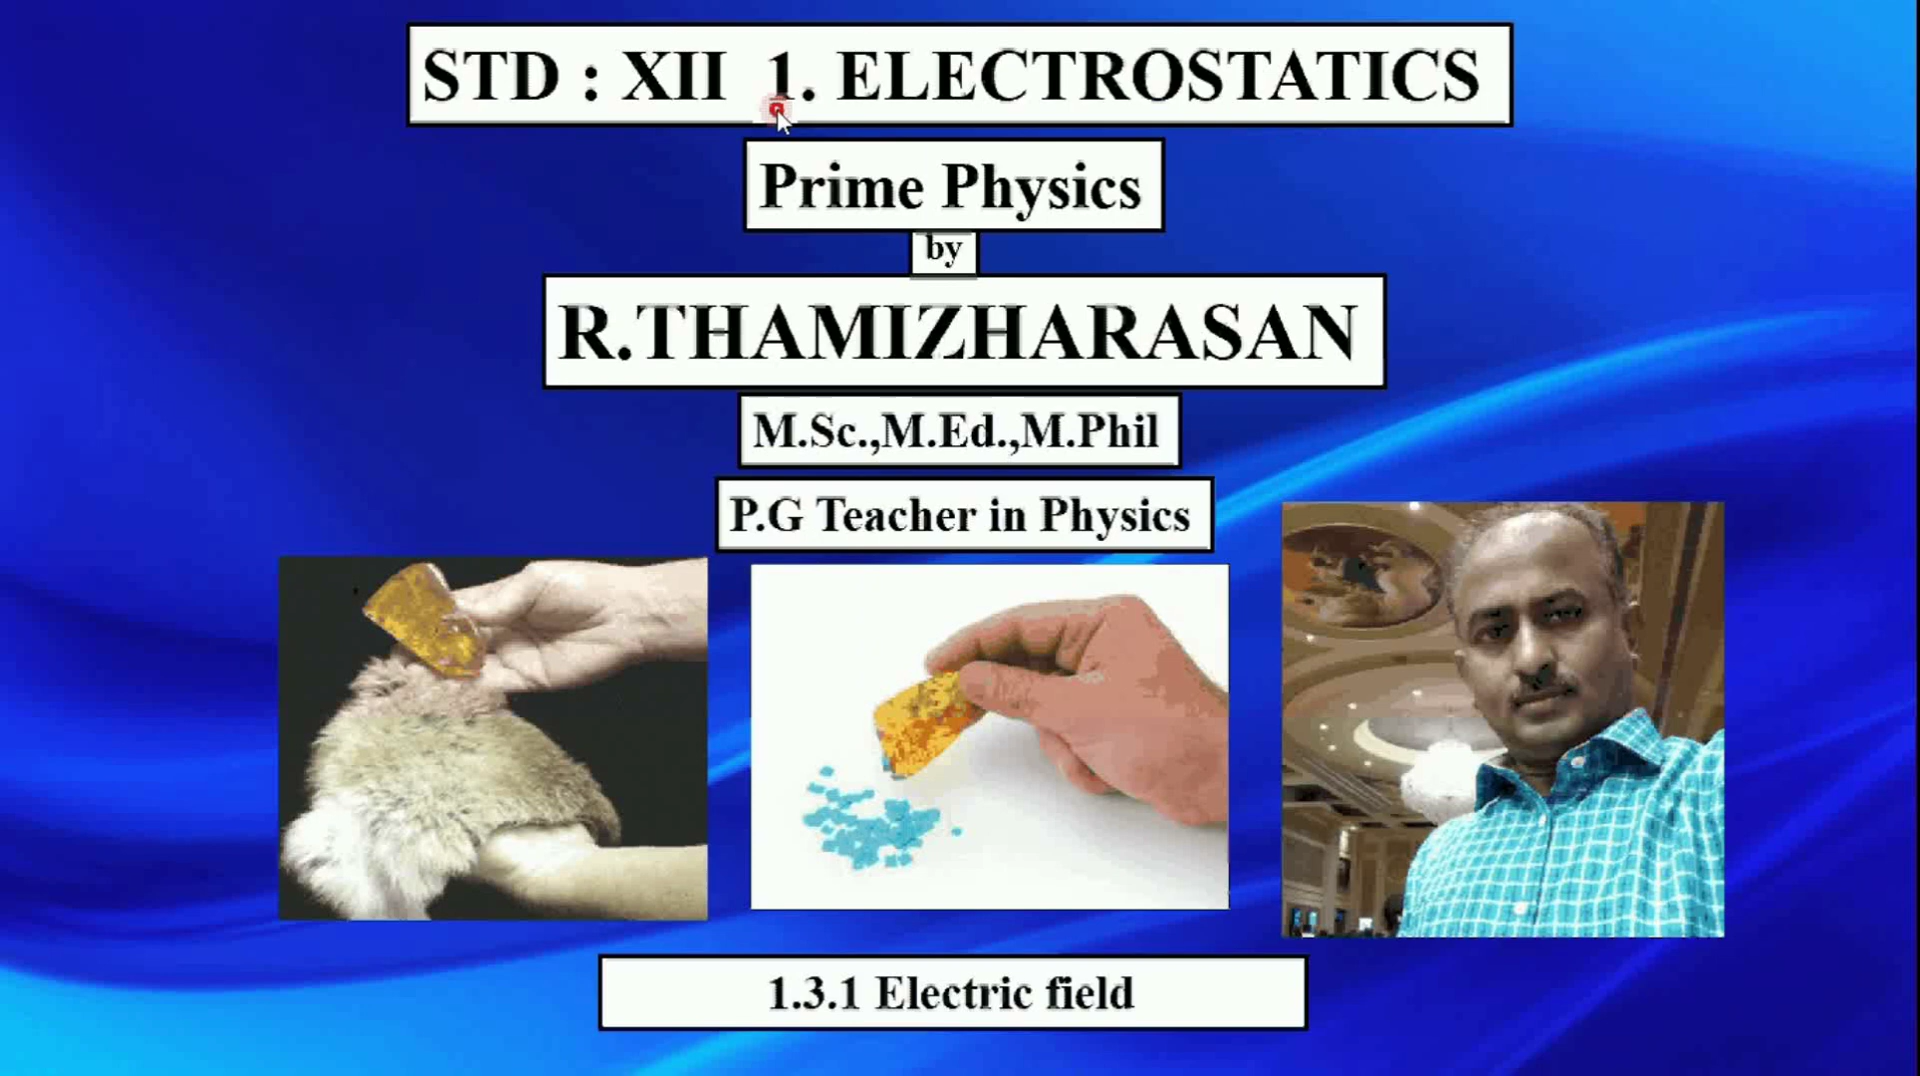 STD : XII 1. ELECTROSTATICS
Prime Physics
by
R.THAMIZHARASAN
M.Sc.,M.Ed.,M.Phil
P.G Teacher in Physics
1.3.1 Electric field